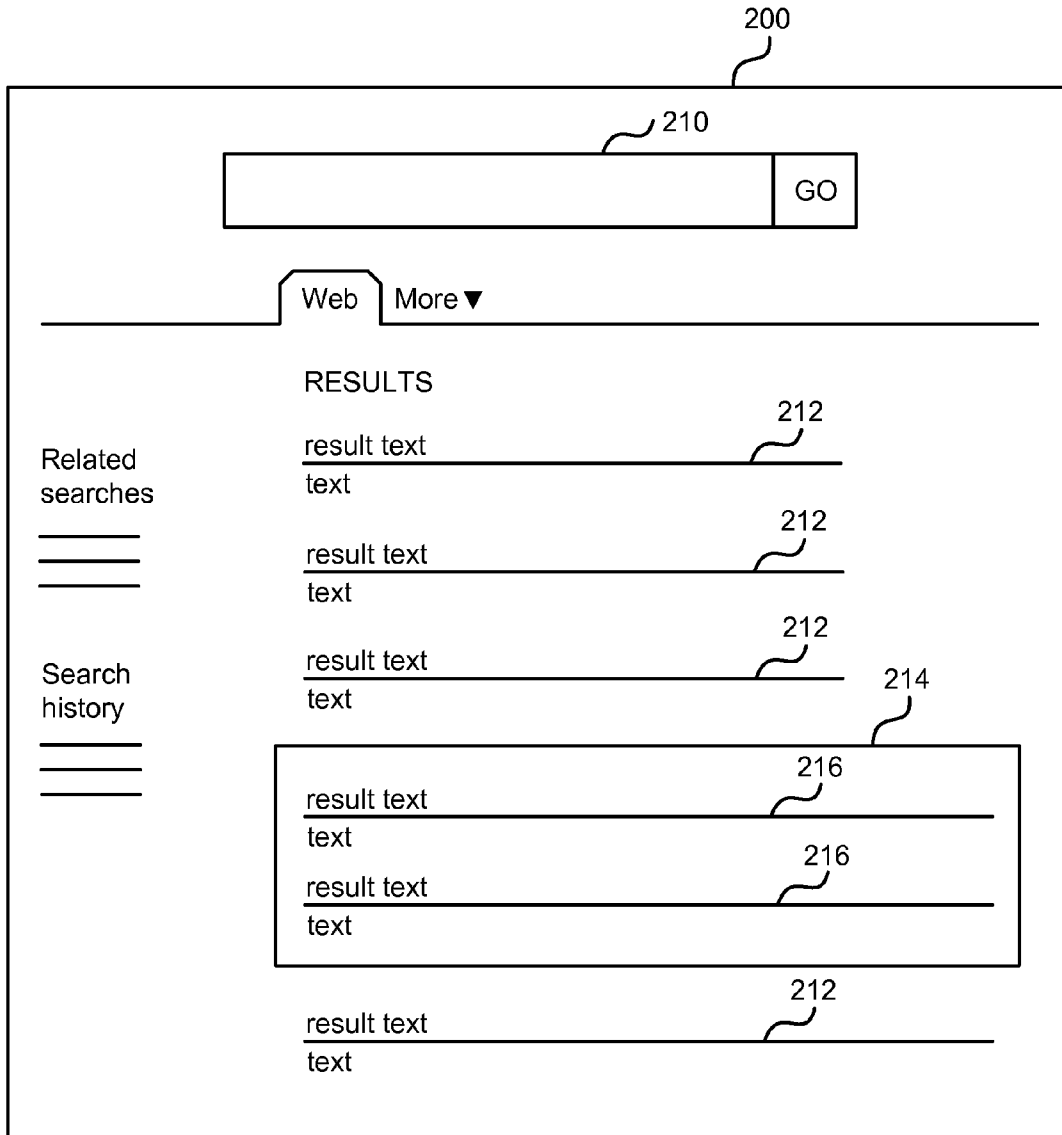 200
210
GO
Web More ▼
RESULTS
212
result text
text
Related
searches
212
result text
text
212
result text
text
Search
history
214
216
result text
text
216
result text
text
212
result text
text